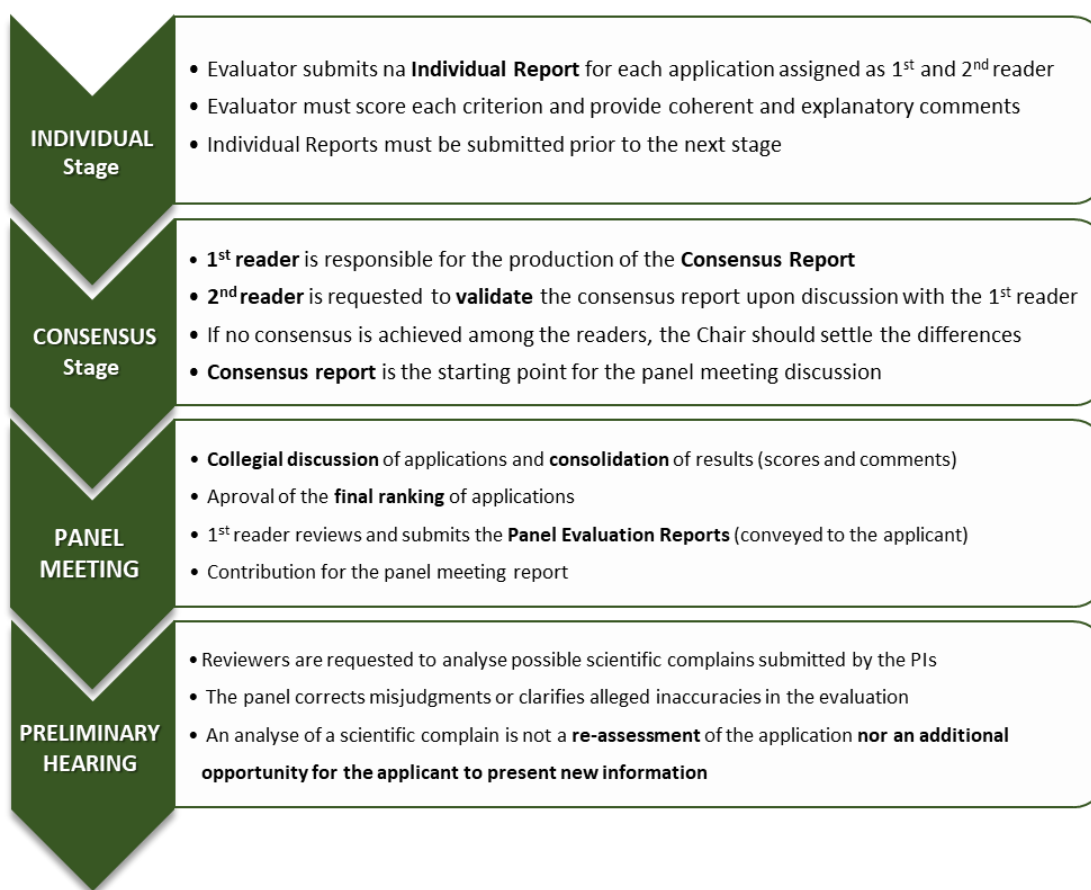 INDIVIDUAL
Stage
• Evaluator submits na Individual Report for each application assigned as 1st and 2nd reader
• Evaluator must score each criterion and provide coherent and explanatory comments
• Individual Reports must be submitted prior to the next stage
CONSENSUS
Stage
• 1st reader is responsible for the production of the Consensus Report
• 2nd reader is requested to validate the consensus report upon discussion with the 1st reader
• If no consensus is achieved among the readers, the Chair should settle the differences
• Consensus report is the starting point for the panel meeting discussion
PANEL
MEETING
• Collegial discussion of applications and consolidation of results (scores and comments)
• Aproval of the final ranking of applications
• 1st reader reviews and submits the Panel Evaluation Reports (conveyed to the applicant)
• Contribution for the panel meeting report
PRELIMINARY
HEARING
• Reviewers are requested to analyse possible scientific complains submitted by the PIs
• The panel corrects misjudgments or clarifies alleged inaccuracies in the evaluation
• An analyse of a scientific complain is not a re-assessment of the application nor an additional
opportunity for the applicant to present new information